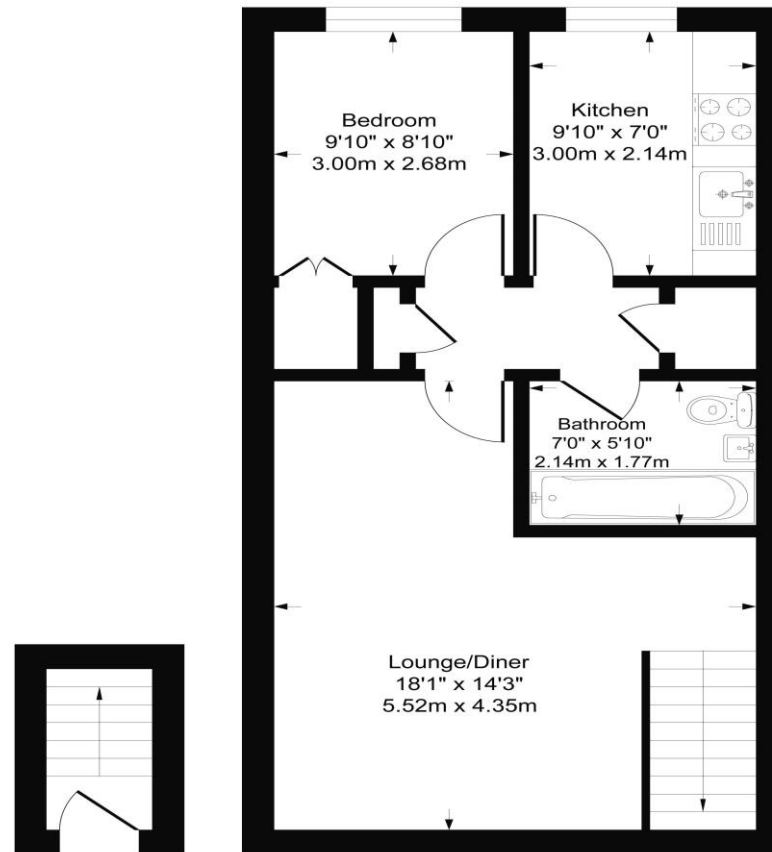 Bedroom
9'10" x 8'10"
3.00m x 2.68m
Kitchen
9'10" x 7'0"
3.00m x 2.14m
Bathroom
7'0" x 5'10"
2.14m x 1.77m
Lounge/Diner
18'1" x 14'3"
5.52m x 4.35m